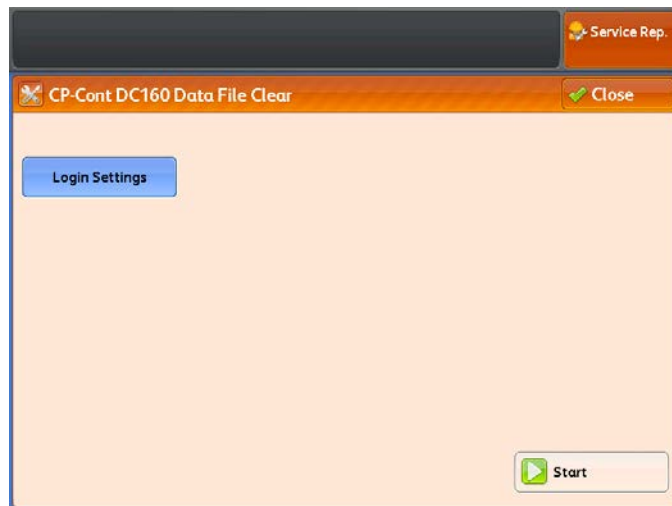 Service Rep.
CP-Cont DC160 Data File Clear
Close
Login Settings
Start